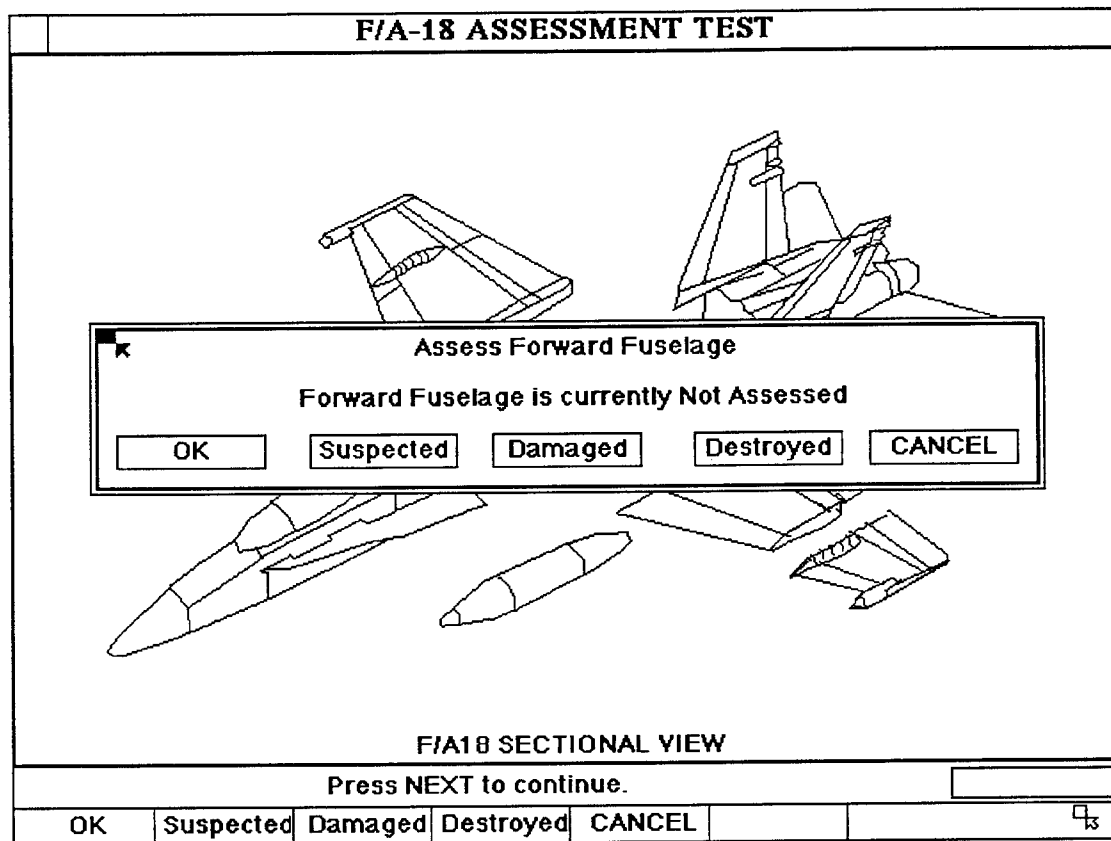 F/A-18 ASSESSMENT TEST
Assess Forward Fuselage
Forward Fuselage is currently Not Assessed
OK Suspected Damaged Destroyed CANCEL
F/A18 SECTIONAL VIEW
Press NEXT to continue.
OK Suspected Damaged Destroyed CANCEL